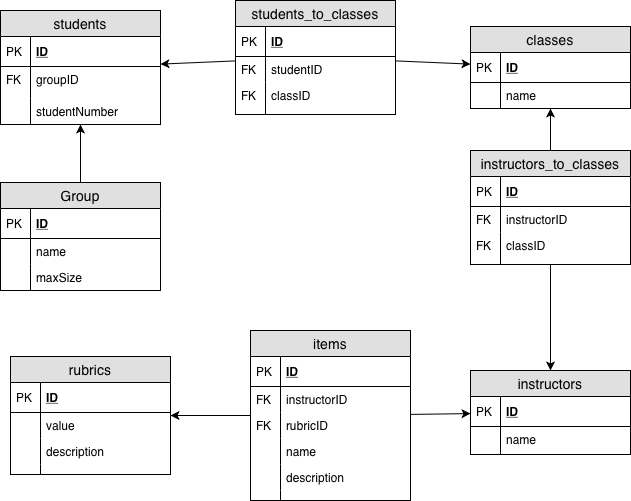 students
PK ID
FK groupID
studentNumber
students_to_classes
PK ID
FK studentID
FK classID
classes
PK ID
name
Group
PK ID
name
maxSize
instructors_to_classes
PK ID
FK instructorID
FK classID
rubrics
PK ID
value
description
items
PK ID
FK instructorID
FK rubricID
name
description
instructors
PK ID
name